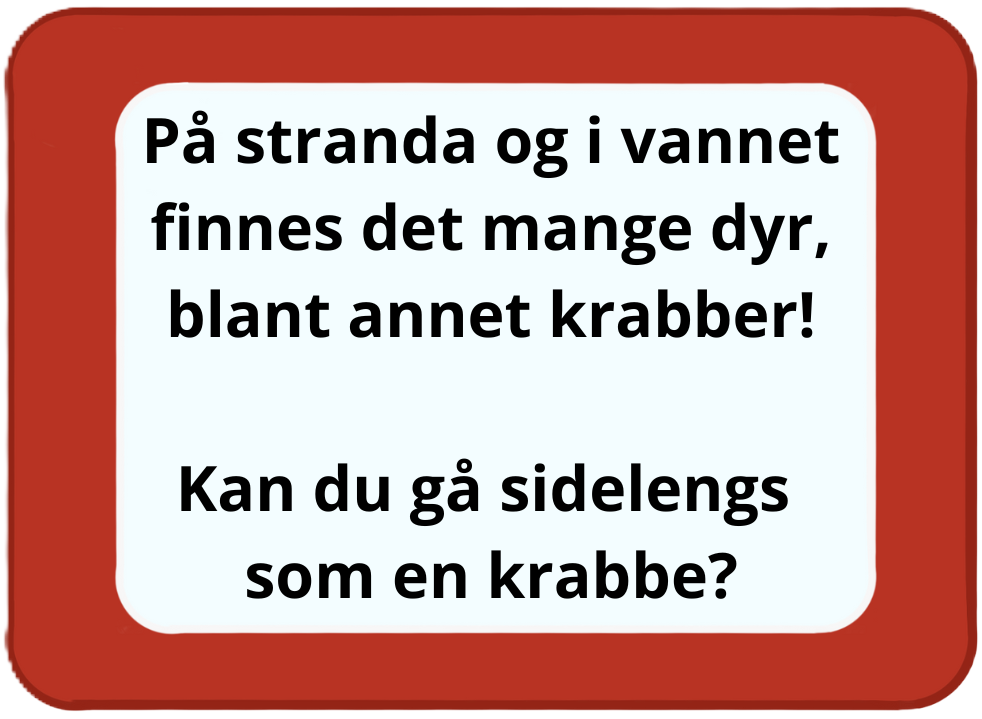 På stranda og i vannet
finnes det mange dyr,
blant annet krabber!
Kan du gå sidelengs
som en krabbe?